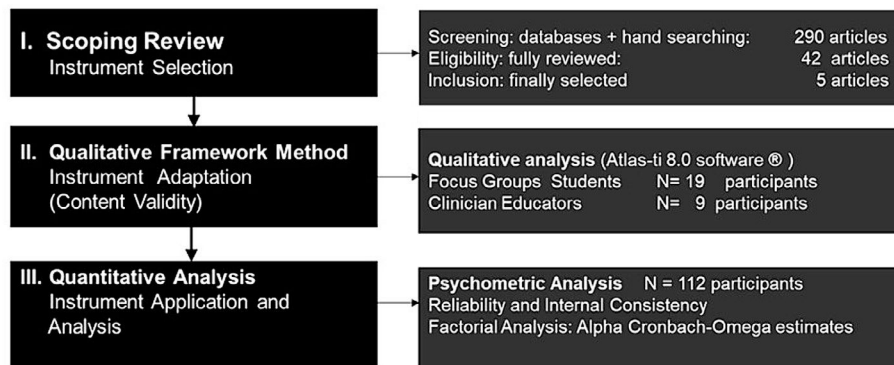 I. Scoping Review
Instrument Selection
Screening: databases + hand searching: 290 articles
Eligibility: fully reviewed: 42 articles
Inclusion: finally selected 5 articles
II. Qualitative Framework Method
Instrument Adaptation
(Content Validity)
Qualitative analysis (Atlas-ti 8.0 software ® )
Focus Groups Students N= 19 participants
Clinician Educators N= 9 participants
III. Quantitative Analysis
Instrument Application and
Analysis
Psychometric Analysis N = 112 participants
Reliability and Internal Consistency
Factorial Analysis: Alpha Cronbach-Omega estimates